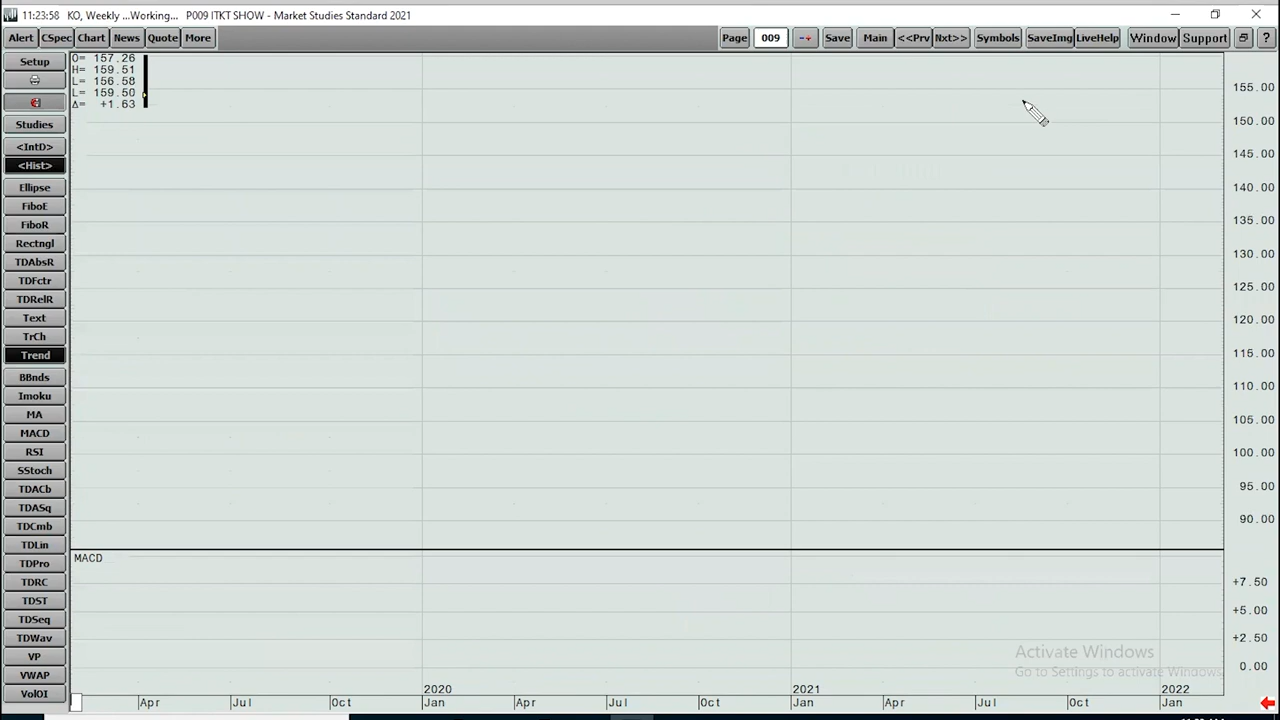 11:23:58 KO, Weekly ...Working... P009 ITKT SHOW - Market Studies Standard 2021
Alert CSpec Chart News Quote More Page 009 Save Main <<Prv Nxt>> Symbols SaveImg LiveHelp Window Support ?
Setup
Studies
<IntD>
<Hist>
Ellipse
FiboE
FiboR
Rectngl
TDAbsR
TDFctr
TDRelR
Text
TrCh
Trend
BBnds
Imoku
MA
MACD
RSI
SStoch
TDACb
TDASq
TDCmb
TDLin
TDPro
TDRC
TDST
TDSeq
TDWav
VP
VWAP
VolOI
O= 157.26
H= 159.51
L= 156.58
L= 159.50
Δ= +1.63
155.00
150.00
145.00
140.00
135.00
130.00
125.00
120.00
115.00
110.00
105.00
100.00
95.00
90.00
MACD
+7.50
+5.00
+2.50
0.00
Activate Windows
Go to Settings to activate Windows.
2020 2021 2022
Apr Jul Oct Jan Apr Jul Oct Jan Apr Jul Oct Jan